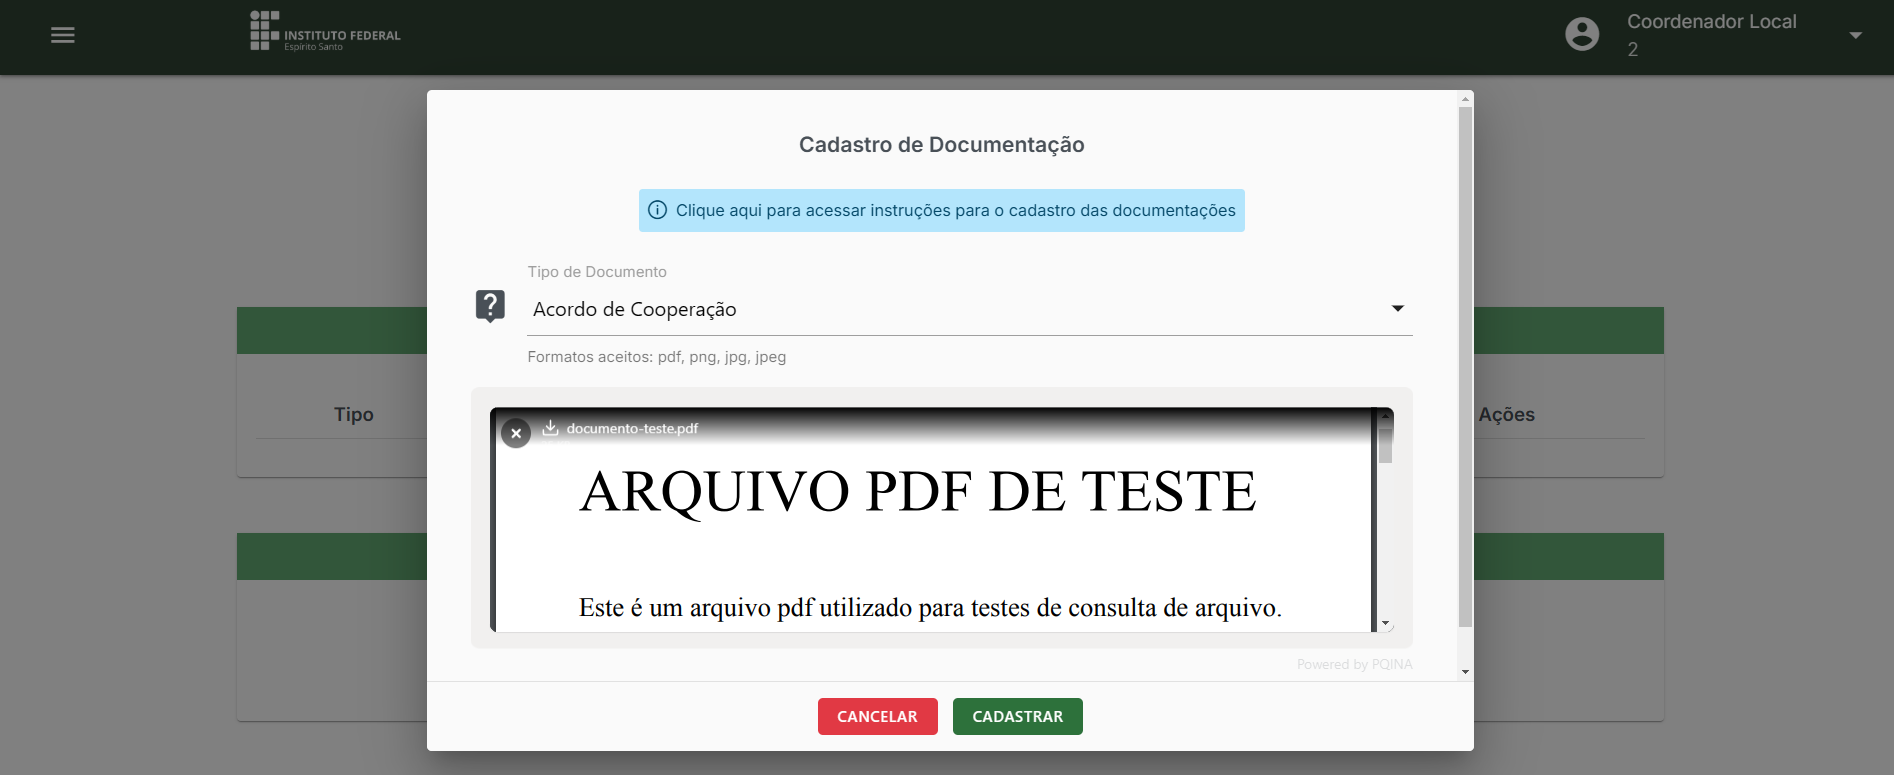 INSTITUTO FEDERAL
Espírito Santo
Coordenador Local
2
Cadastro de Documentação
Clique aqui para acessar instruções para o cadastro das documentações
Tipo de Documento
Acordo de Cooperação
Formatos aceitos: pdf, png, jpg, jpeg
Tipo
Ações
documento-teste.pdf
ARQUIVO PDF DE TESTE
Este é um arquivo pdf utilizado para testes de consulta de arquivo.
Powered by PQINA
CANCELAR
CADASTRAR